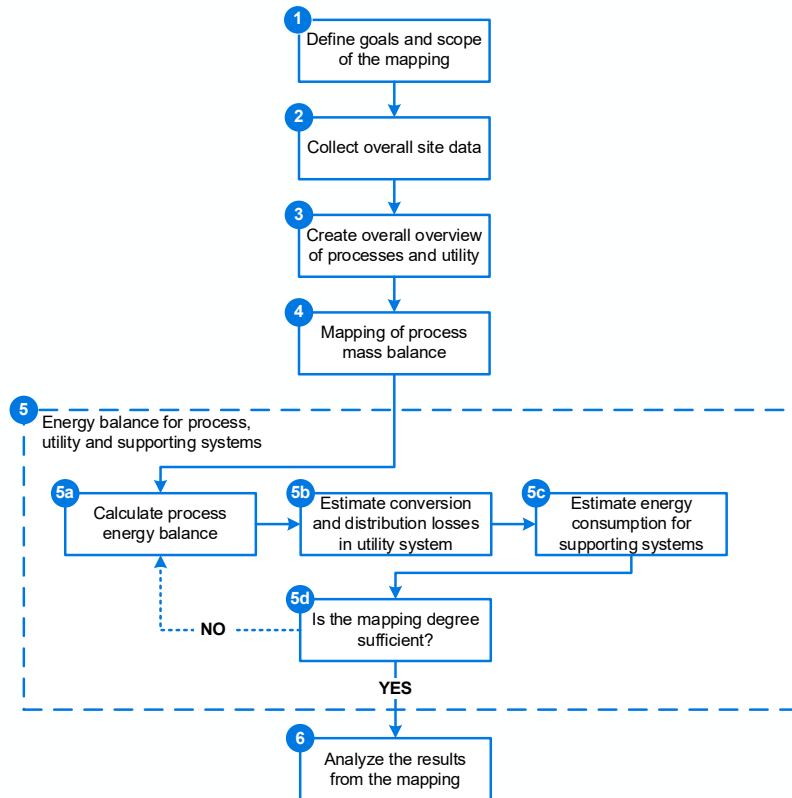 1
Define goals and scope
of the mapping
2
Collect overall site data
3
Create overall overview
of processes and utility
4
Mapping of process
mass balance
5
Energy balance for process,
utility and supporting systems
5a
Calculate process
energy balance
5b
Estimate conversion
and distribution losses
in utility system
5c
Estimate energy
consumption for
supporting systems
5d
Is the mapping degree
sufficient?
NO
YES
6
Analyze the results
from the mapping